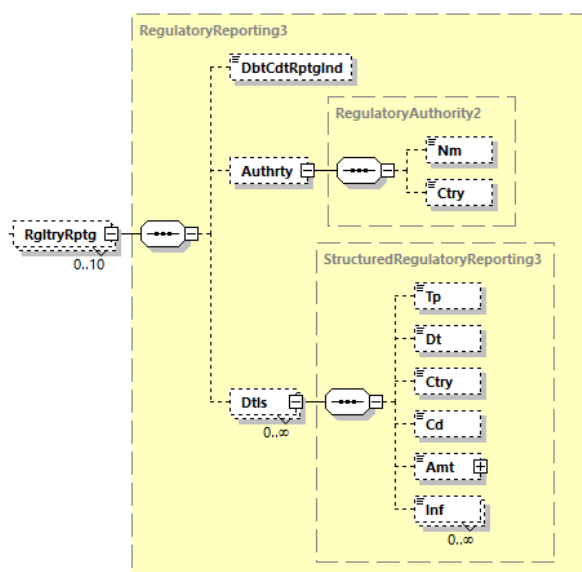 RegulatoryReporting3
DbtCdtRptgInd
RegulatoryAuthority2
Nm
Authrty
Ctry
RgltryRptg
0..10
StructuredRegulatoryReporting3
Tp
Dt
Ctry
Dtls
0..∞
Cd
Amt
Inf
0..∞